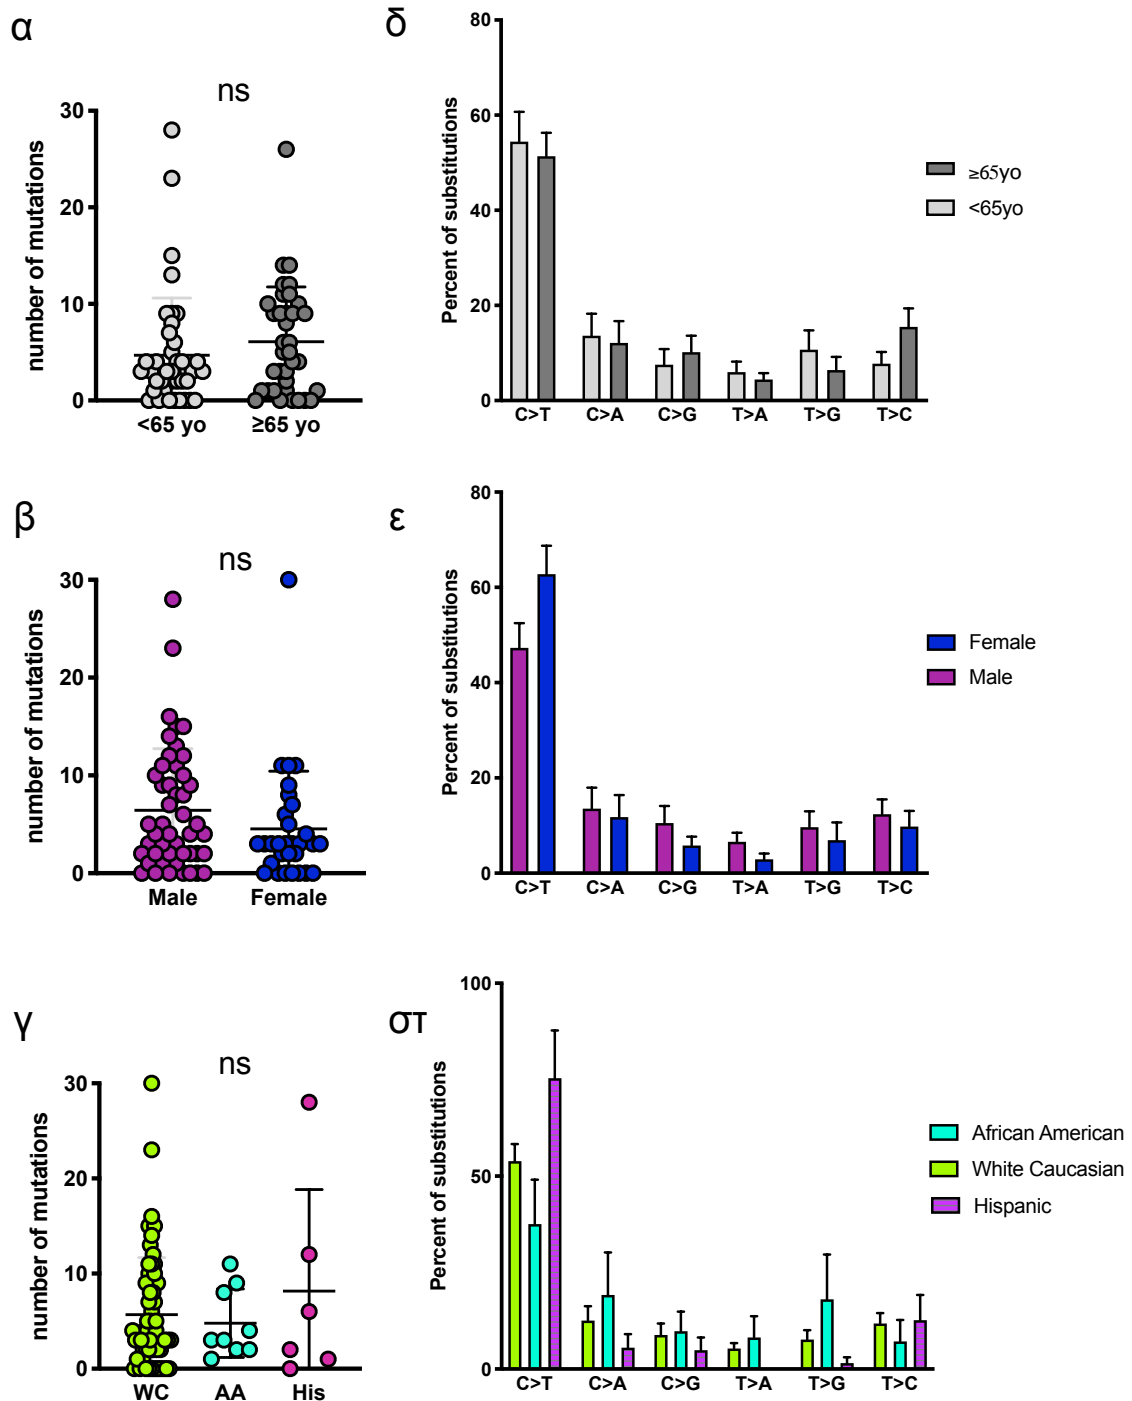 α
ns
number of mutations
30
20
10
0
<65 yo
≥65 yo
δ
Percent of substitutions
80
60
40
20
0
C>T
C>A
C>G
T>A
T>G
T>C
≥65yo
<65yo
β
ns
number of mutations
30
20
10
0
Male
Female
ε
Percent of substitutions
80
60
40
20
0
C>T
C>A
C>G
T>A
T>G
T>C
Female
Male
γ
ns
number of mutations
30
20
10
0
WC
AA
His
στ
Percent of substitutions
100
50
0
C>T
C>A
C>G
T>A
T>G
T>C
African American
White Caucasian
Hispanic